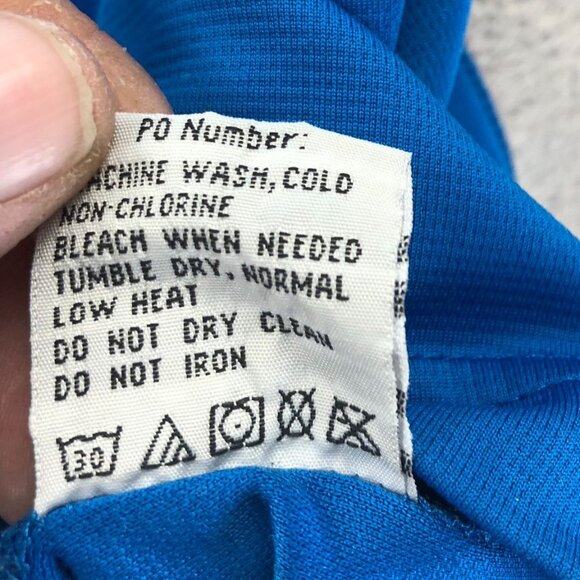 PO Number:
MACHINE WASH, COLD
NON-CHLORINE
BLEACH WHEN NEEDED
TUMBLE DRY. NORMAL
LOW HEAT
DO NOT DRY CLEAN
DO NOT IRON
30